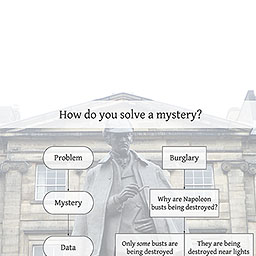 How do you solve a mystery?
Problem
Burglary
Mystery
Why are Napoleon
busts being destroyed?
Data
Only some busts are
being destroyed
They are being
destroyed near lights